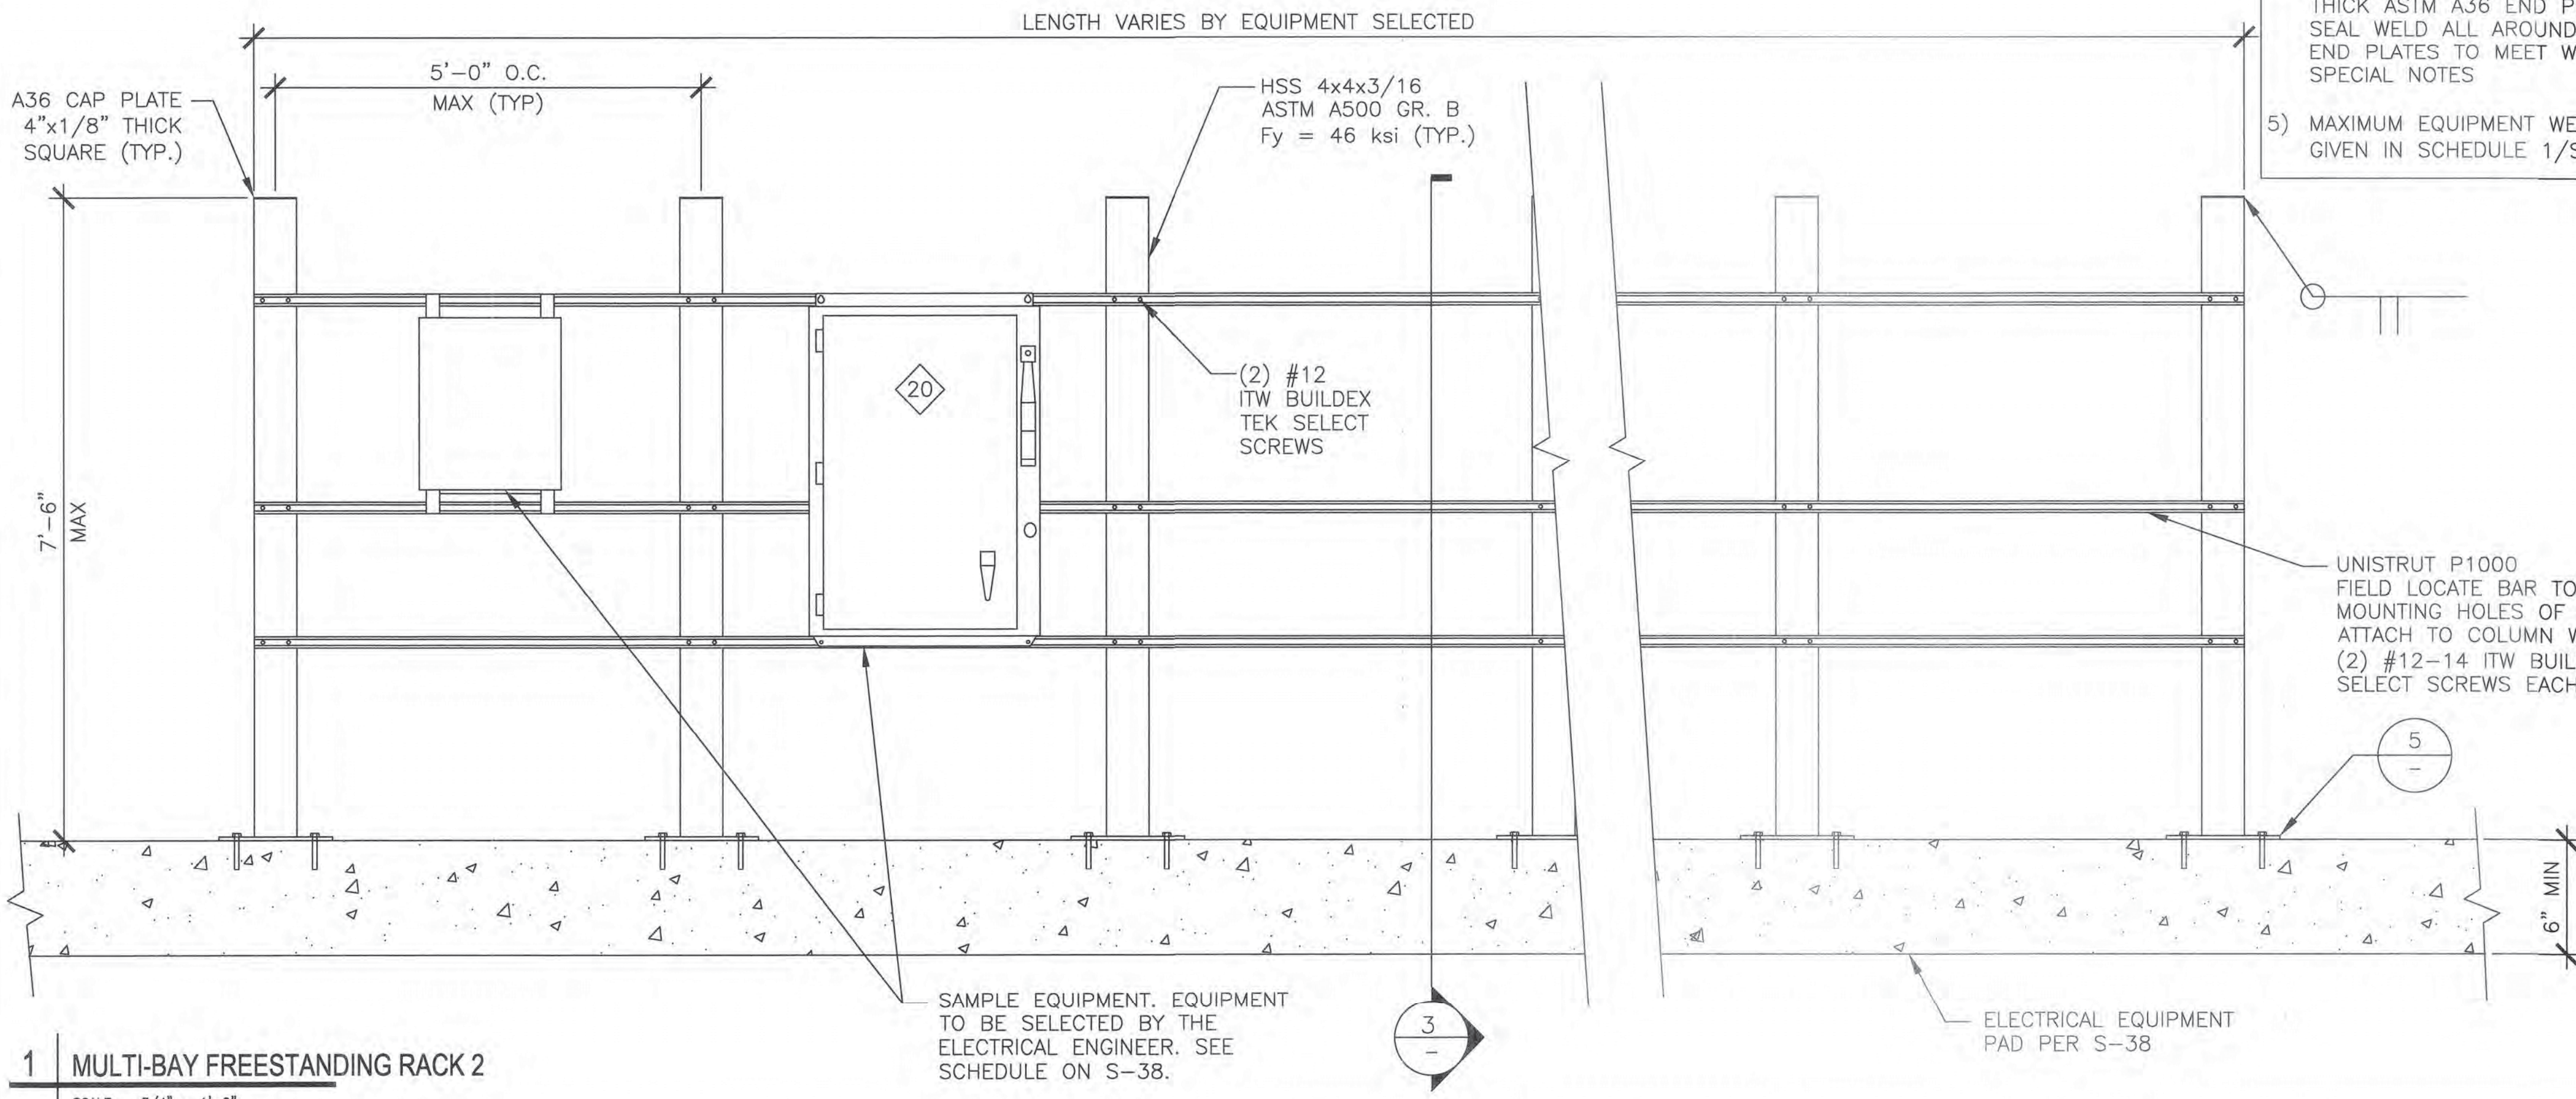 LENGTH VARIES BY EQUIPMENT SELECTED
THICK ASTM A36 END
SEAL WELD ALL AROUND
END PLATES TO MEET
SPECIAL NOTES
5) MAXIMUM EQUIPMENT
GIVEN IN SCHEDULE
5'-0" O.C.
MAX (TYP)
A36 CAP PLATE
4"x1/8" THICK
SQUARE (TYP.)
HSS 4x4x3/16
ASTM A500 GR. B
Fy = 46 ksi (TYP.)
20
(2) #12
ITW BUILDEX
TEK SELECT
SCREWS
7'-6"
MAX
UNISTRUT P1000
FIELD LOCATE BAR TO
MOUNTING HOLES OF
ATTACH TO COLUMN
(2) #12-14 ITW
SELECT SCREWS EACH
5
-
6" MIN
SAMPLE EQUIPMENT. EQUIPMENT
TO BE SELECTED BY THE
ELECTRICAL ENGINEER. SEE
SCHEDULE ON S-38.
3
-
ELECTRICAL EQUIPMENT
PAD PER S-38
1 MULTI-BAY FREESTANDING RACK 2